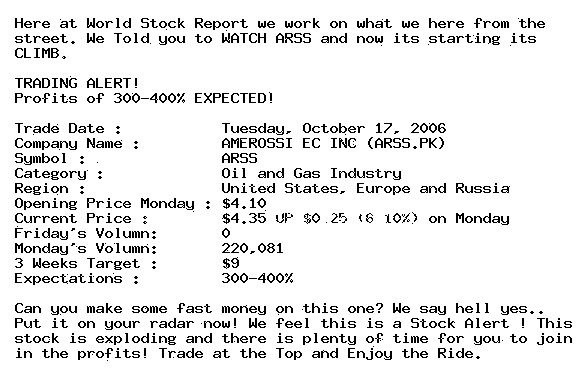 Here at World Stock Report we work on what we here from the
street. We Told you to WATCH ARSS and now its starting its
CLIMB.
TRADING ALERT!
Profits of 300-400% EXPECTED!
Trade Date : Tuesday, October 17, 2006
Company Name : AMEROSSI EC INC (ARSS.PK)
Symbol : ARSS
Category : Oil and Gas Industry
Region : United States, Europe and Russia
Opening Price Monday : $4.10
Current Price : $4.35 UP $0.25 (6 10%) on Monday
Friday's Volumn: 0
Monday's Volumn: 220,081
3 Weeks Target : $9
Expectations : 300-400%
Can you make some fast money on this one? We say hell yes..
Put it on your radar now! We feel this is a Stock Alert ! This
stock is exploding and there is plenty of time for you to join
in the profits! Trade at the Top and Enjoy the Ride.